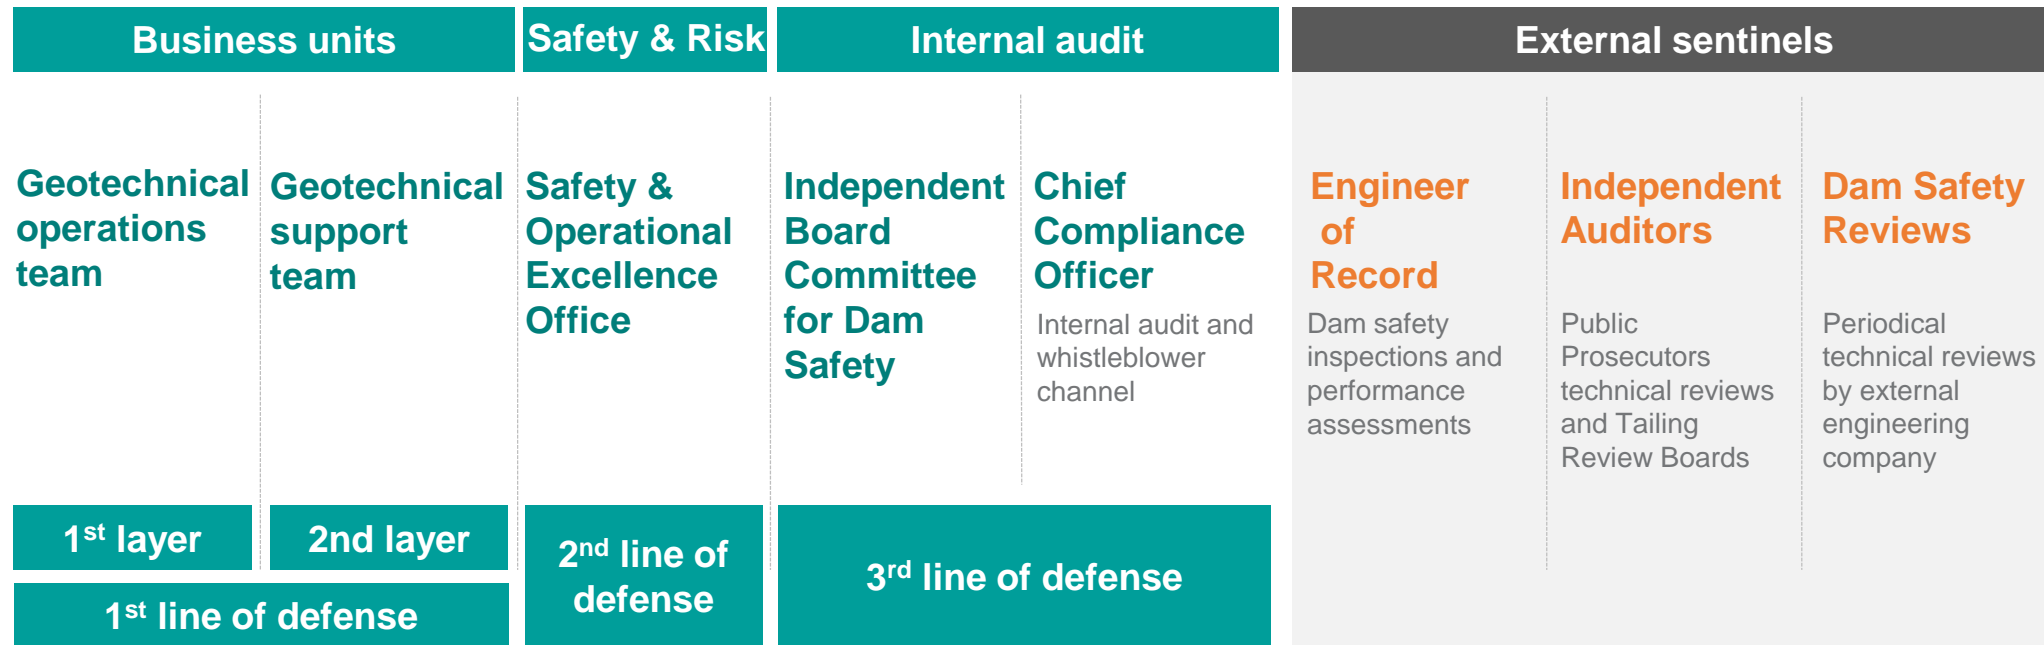 Business units
Safety & Risk
Internal audit
External sentinels
Geotechnical
operations
team
Geotechnical
support
team
Safety &
Operational
Excellence
Office
Independent
Board
Committee
for Dam
Safety
Chief
Compliance
Officer
Internal audit and
whistleblower
channel
Engineer
of
Record
Dam safety
inspections and
performance
assessments
Independent
Auditors
Public
Prosecutors
technical reviews
and Tailing
Review Boards
Dam Safety
Reviews
Periodical
technical reviews
by external
engineering
company
1st layer
2nd layer
1st line of defense
2nd line of
defense
3rd line of defense